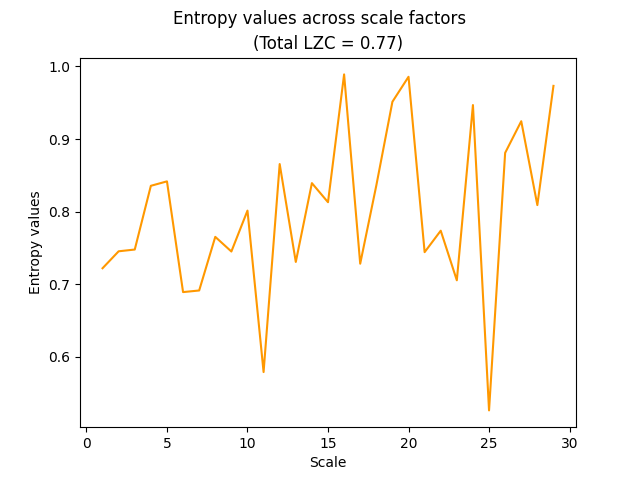 Entropy values across scale factors
(Total LZC = 0.77)
1.0
0.9
0.8
0.7
0.6
Entropy values
0 5 10 15 20 25 30
Scale